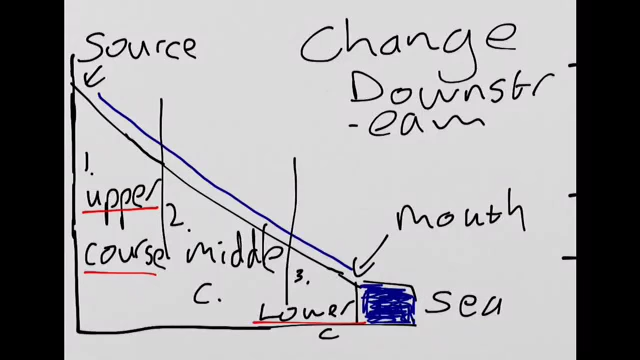 Source
Change
Downstr
-eam
1.
upper
course
2.
middle
C.
3.
Lower
C
mouth
Sea